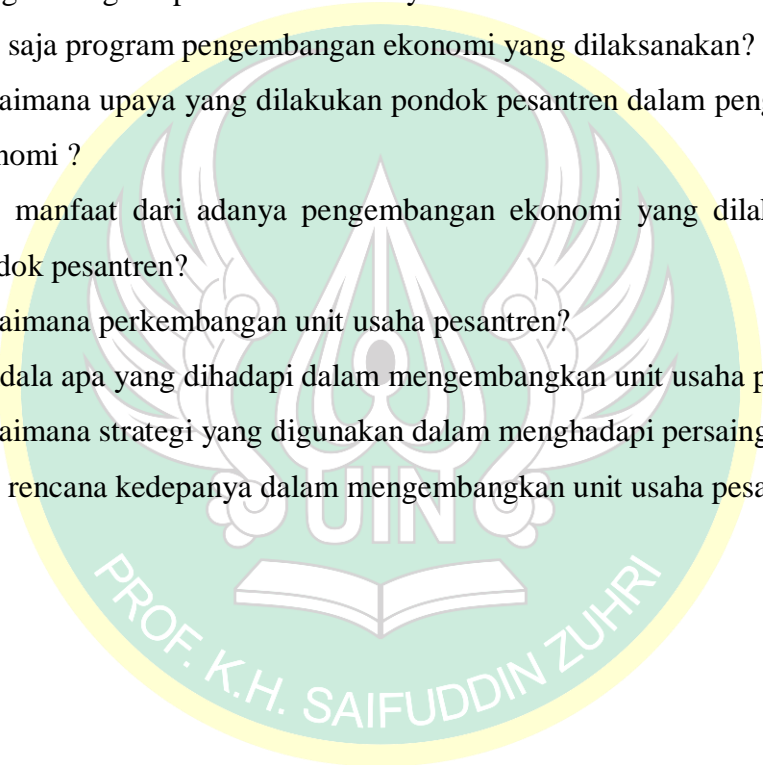 saja program pengembangan ekonomi yang dilaksanakan?
aimana upaya yang dilakukan pondok pesantren dalam peng
nomi ?
manfaat dari adanya pengembangan ekonomi yang dilal
dok pesantren?
aimana perkembangan unit usaha pesantren?
dala apa yang dihadapi dalam mengembangkan unit usaha p
aimana strategi yang digunakan dalam menghadapi persaing
rencana kedepanya dalam mengembangkan unit usaha pesa
UIN
PROF. K.H. SAIFUDDIN ZUHRI